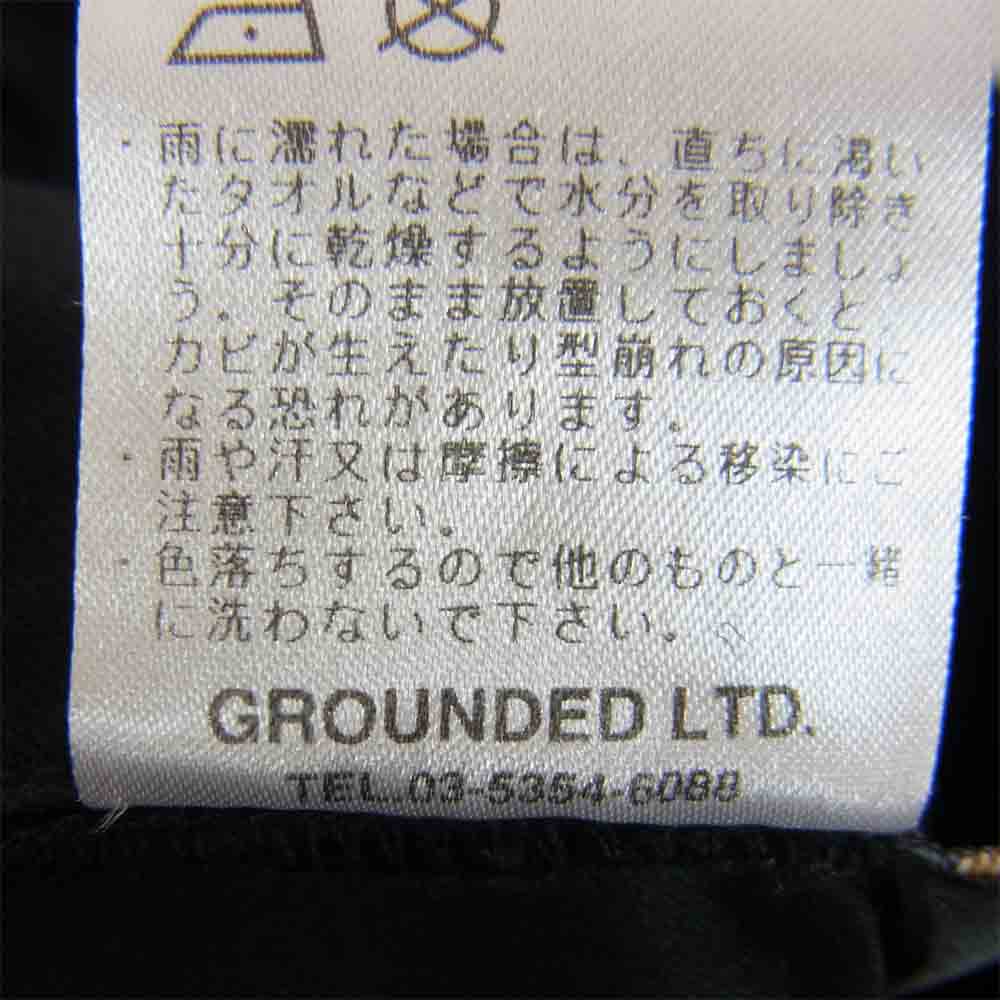 ・雨に濡れた場合は、直ちに渇い
たタオルなどで水分を取り除き
十分に乾燥するようにしましょ
う。そのまま放置しておくと、
カビが生えたり型崩れの原因に
なる恐れがあります。
・雨や汗又は摩擦による移染にご
注意下さい。
・色落ちするので他のものと一緒
に洗わないで下さい。
GROUNDED LTD.
TEL.03-5354-6088